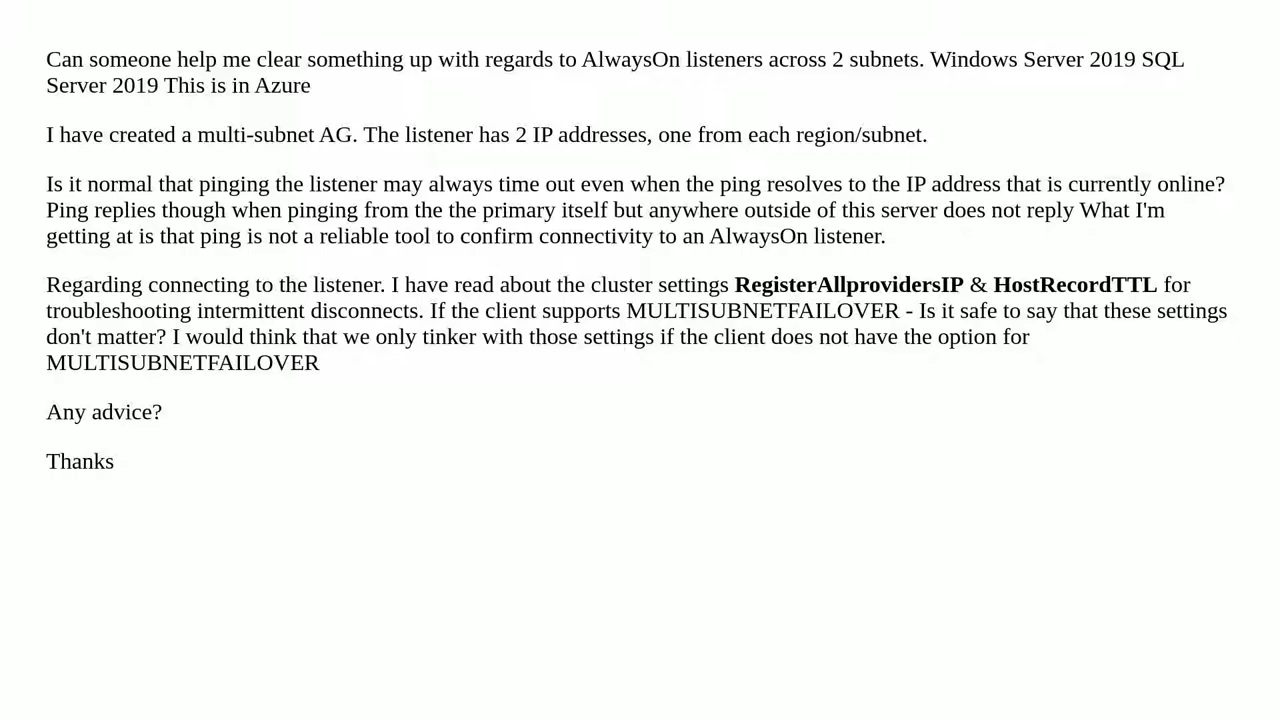 Can someone help me clear something up with regards to AlwaysOn listeners across 2 subnets. Windows Server 2019 SQL
Server 2019 This is in Azure
I have created a multi-subnet AG. The listener has 2 IP addresses, one from each region/subnet.
Is it normal that pinging the listener may always time out even when the ping resolves to the IP address that is currently online?
Ping replies though when pinging from the the primary itself but anywhere outside of this server does not reply What I'm
getting at is that ping is not a reliable tool to confirm connectivity to an AlwaysOn listener.
Regarding connecting to the listener. I have read about the cluster settings RegisterAllprovidersIP & HostRecordTTL for
troubleshooting intermittent disconnects. If the client supports MULTISUBNETFAILOVER - Is it safe to say that these settings
don't matter? I would think that we only tinker with those settings if the client does not have the option for
MULTISUBNETFAILOVER
Any advice?
Thanks